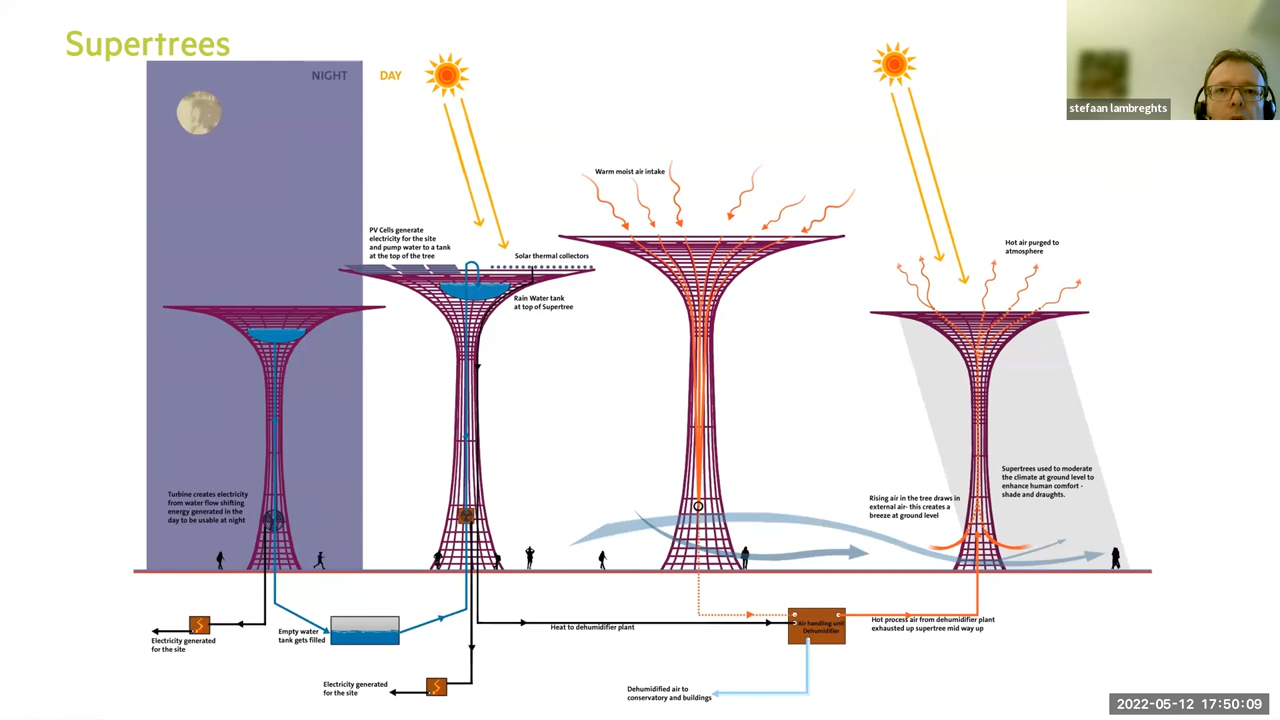 Supertrees
NIGHT
DAY
stefaan lambreghts
Warm moist air intake
PV Cells generate
electricity for the site
and pump water to a tank
at the top of the tree
Solar thermal collectors
Rain Water tank
at top of Supertree
Hot air purged to
atmosphere
Turbine creates electricity
from water flow shifting
energy generated in the
day to be usable at night
Rising air in the tree draws in
external air- this creates a
breeze at ground level
Supertrees used to moderate
the climate at ground level to
enhance human comfort -
shade and draughts.
Electricity generated
for the site
Empty water
tank gets filled
Heat to dehumidifier plant
Air handling unit
Dehumidifier
Hot process air from dehumidifier plant
exhausted up supertree mid way up
Electricity generated
for the site
Dehumidified air to
conservatory and buildings
2022-05-12 17:50:09